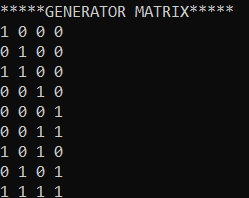 *****GENERATOR MATRIX*****
1 0 0 0
0 1 0 0
1 1 0 0
0 0 1 0
0 0 0 1
0 0 1 1
1 0 1 0
0 1 0 1
1 1 1 1